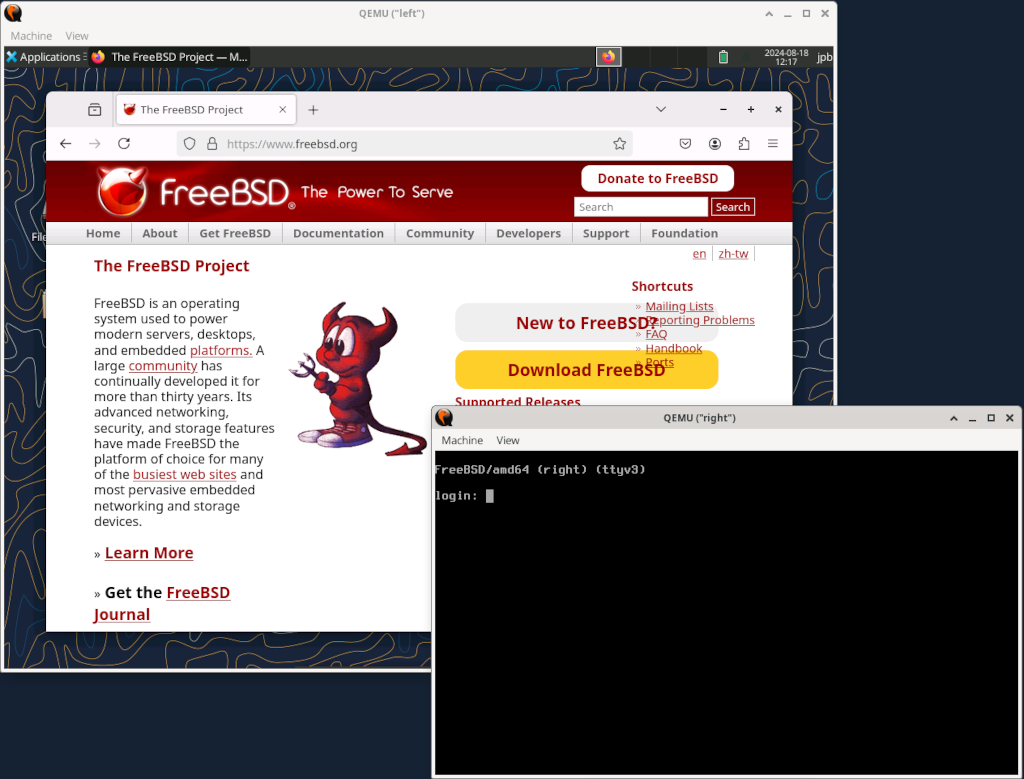 QEMU ("left")
Machine View
Applications The FreeBSD Project — M... 2024-08-18 12:17 jpb
The FreeBSD Project
https://www.freebsd.org
FreeBSD® The Power To Serve
Donate to FreeBSD
Search Search
Home About Get FreeBSD Documentation Community Developers Support Foundation
en zh-tw
The FreeBSD Project
FreeBSD is an operating
system used to power
modern servers, desktops,
and embedded platforms. A
large community has
continually developed it for
more than thirty years. Its
advanced networking,
security, and storage features
have made FreeBSD the
platform of choice for many
of the busiest web sites and
most pervasive embedded
networking and storage
devices.
» Learn More
» Get the FreeBSD
Journal
New to FreeBSD?
Download FreeBSD
Supported Releases
Shortcuts
» Mailing Lists
» Reporting Problems
» FAQ
» Handbook
» Ports
File
QEMU ("right")
Machine View
FreeBSD/amd64 (right) (ttyv3)
login: